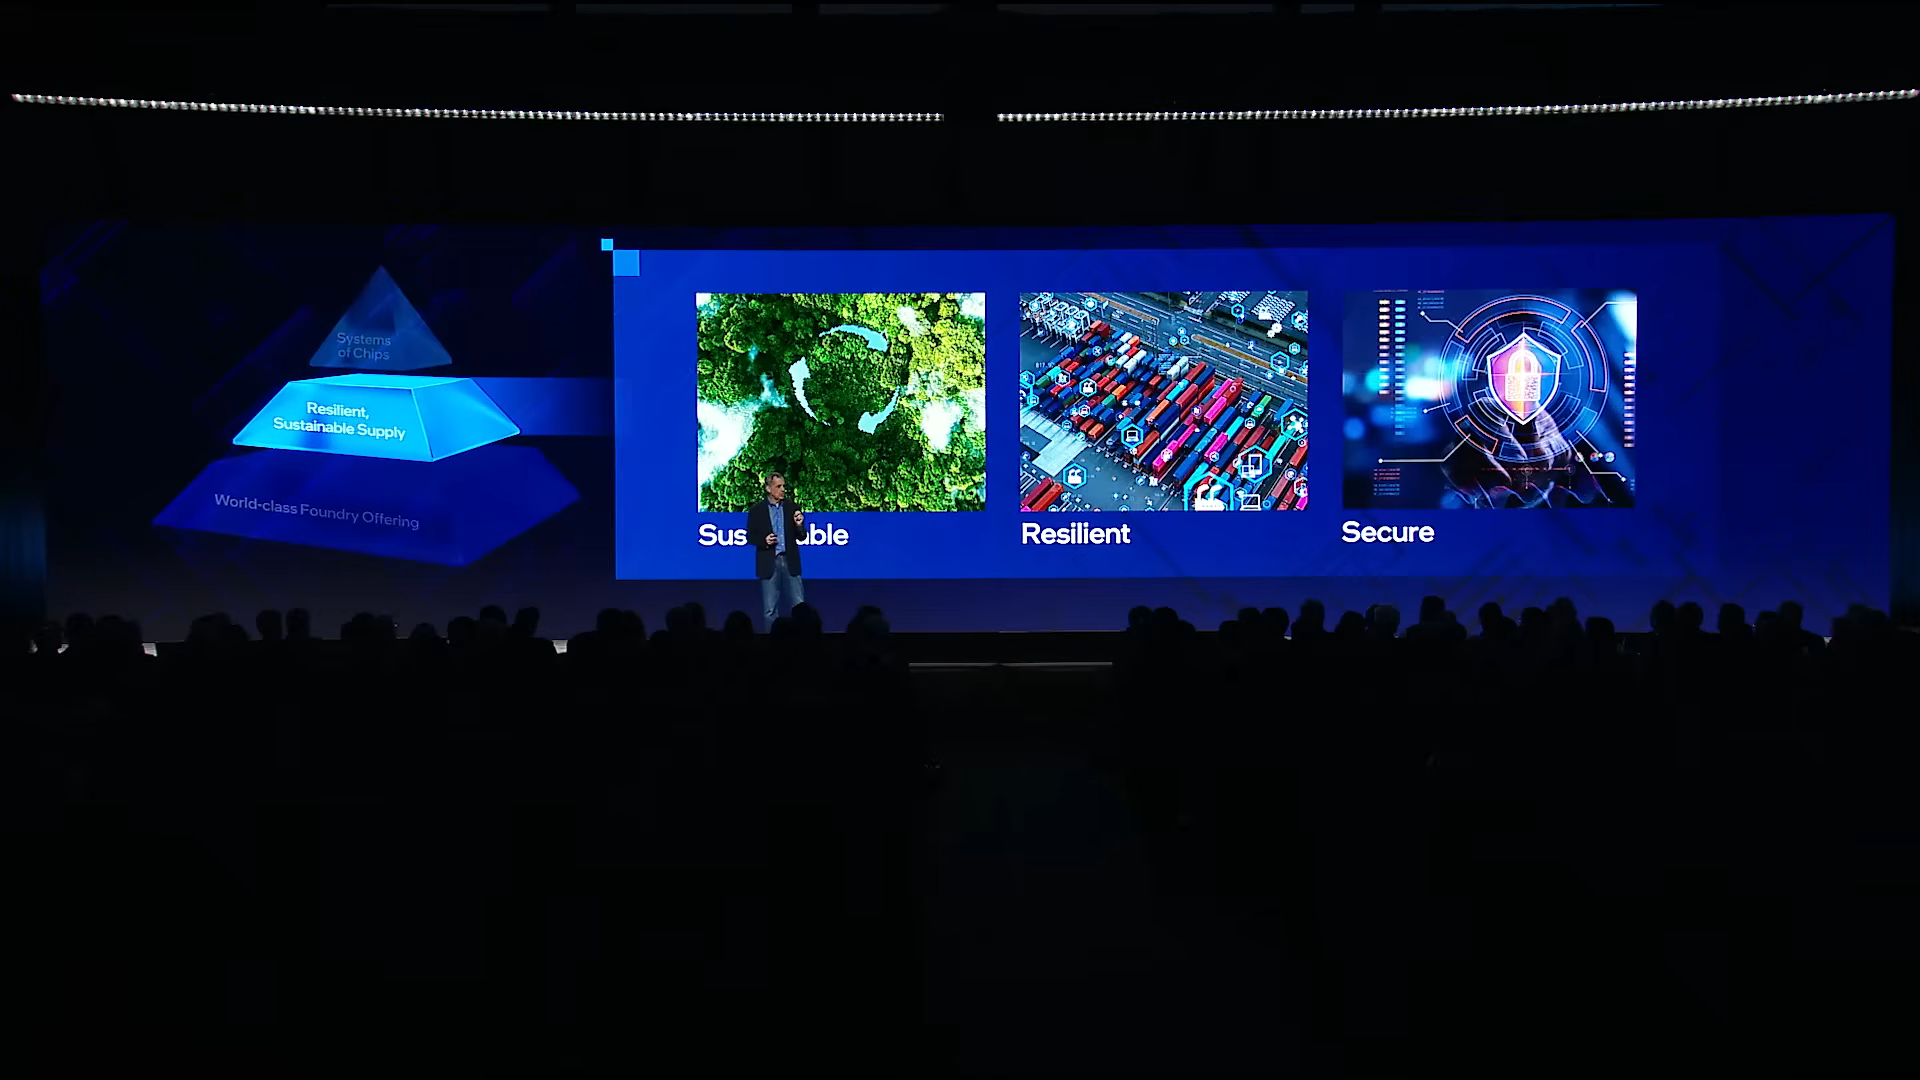 Systems
of Chips
Resilient,
Sustainable Supply
World-class Foundry Offering
Sus able
Resilient
Secure